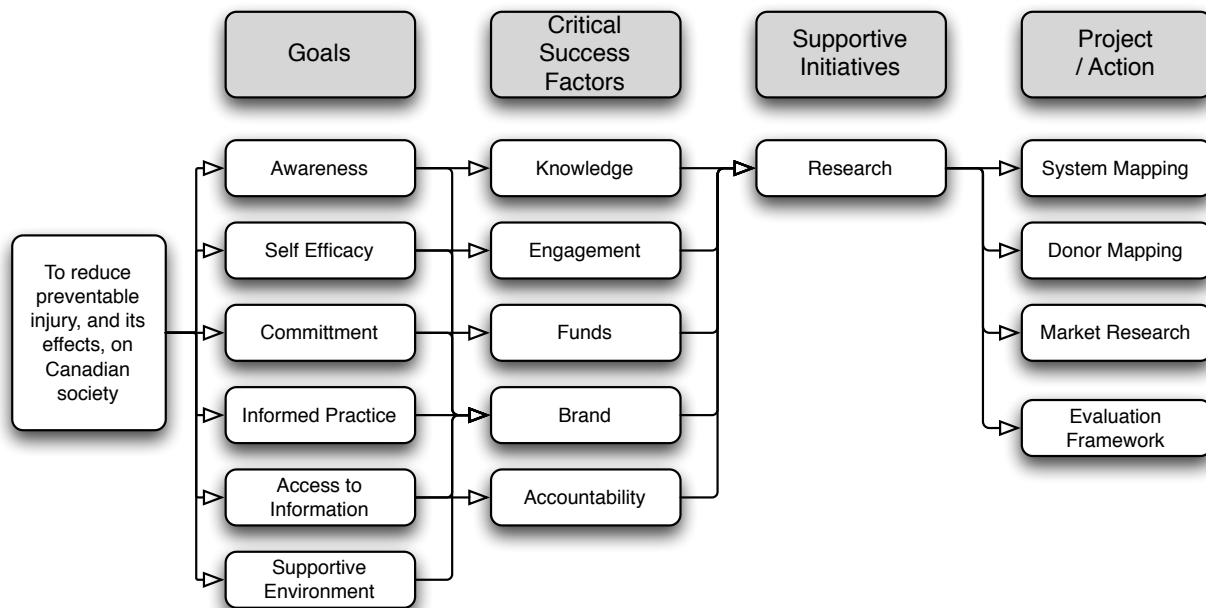 Goals
Critical
Success
Factors
Supportive
Initiatives
Project
/ Action
To reduce
preventable
injury, and its
effects, on
Canadian
society
Awareness
Self Efficacy
Committment
Informed Practice
Access to
Information
Supportive
Environment
Knowledge
Engagement
Funds
Brand
Accountability
Research
System Mapping
Donor Mapping
Market Research
Evaluation
Framework